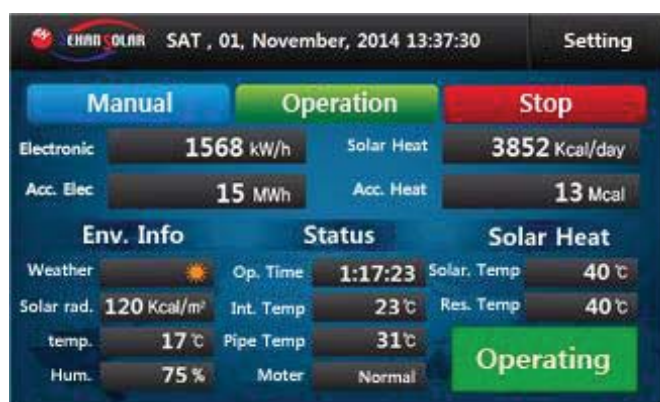 EHAN SOLAR SAT , 01, November, 2014 13:37:30 Setting
Manual Operation Stop
Electronic 1568 kW/h Solar Heat 3852 Kcal/day
Acc. Elec 15 MWh Acc. Heat 13 Mcal
Env. Info Status Solar Heat
Weather Op. Time 1:17:23 Solar. Temp 40 ℃
Solar rad. 120 Kcal/m² Int. Temp 23 ℃ Res. Temp 40 ℃
temp. 17 ℃ Pipe Temp 31 ℃
Operating
Hum. 75 % Moter Normal